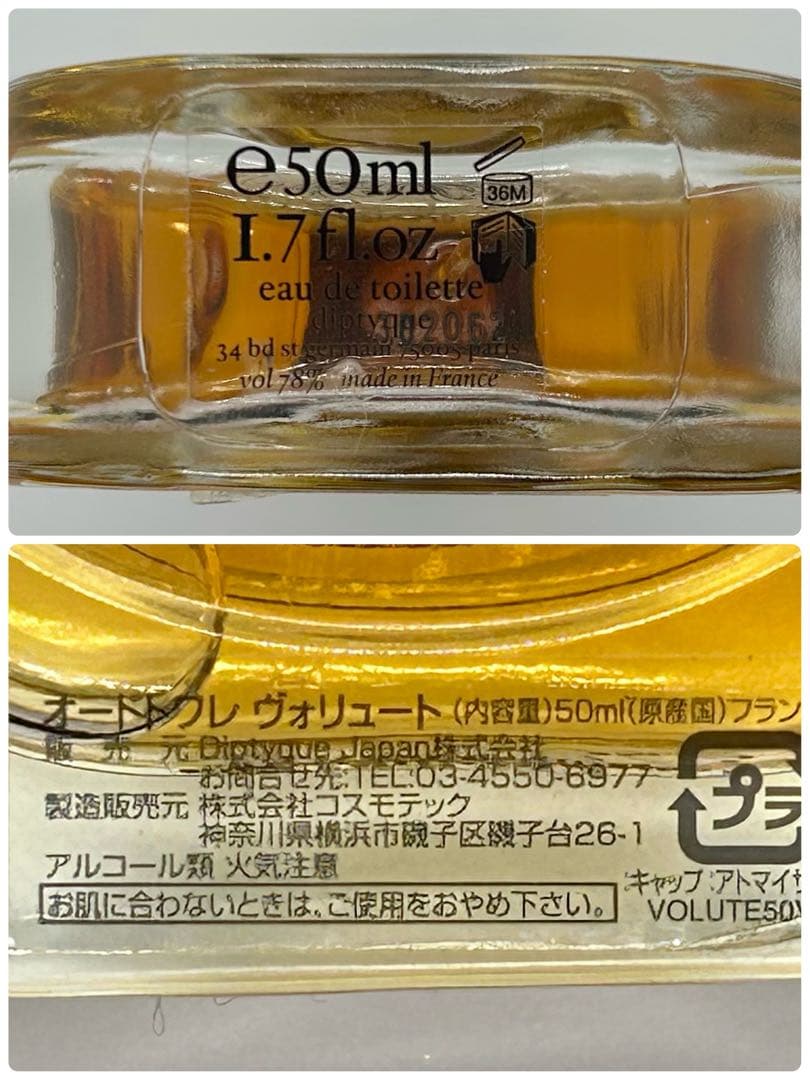 e50ml
36M
1.7 fl.oz
eau de toilette
diptyque
34 bd st germain 75005 paris
vol 78% made in France
オードトワレ ヴォリュート (内容量)50ml(原産国)フラン
販売元 Diptyque Japan株式会社
お問合せ先:TEL:03-4550-6977
製造販売元 株式会社コスモテック
神奈川県横浜市磯子区磯子台26-1
プラ
アルコール類 火気注意
キャップ:アトマイザ
お肌に合わないときは、ご使用をおやめ下さい。
VOLUTE50V